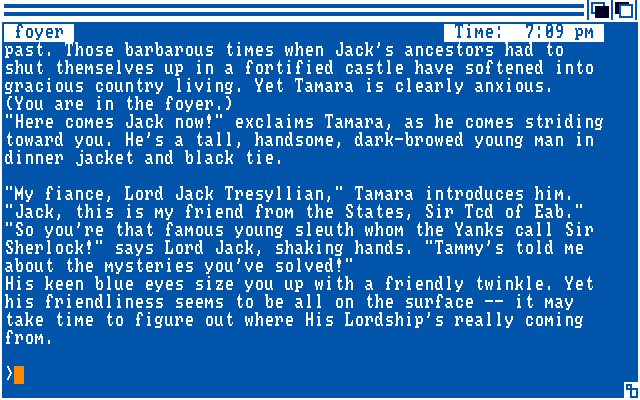 foyer
Time: 7:09 pm
past. Those barbarous times when Jack's ancestors had to
shut themselves up in a fortified castle have softened into
gracious country living. Yet Tamara is clearly anxious.
(You are in the foyer.)
"Here comes Jack now!" exclaims Tamara, as he comes striding
toward you. He's a tall, handsome, dark-browed young man in
dinner jacket and black tie.
"My fiance, Lord Jack Tresyllian," Tamara introduces him.
"Jack, this is my friend from the States, Sir Tcd of Eab."
"So you're that famous young sleuth whom the Yanks call Sir
Sherlock!" says Lord Jack, shaking hands. "Tammy's told me
about the mysteries you've solved!"
His keen blue eyes size you up with a friendly twinkle. Yet
his friendliness seems to be all on the surface -- it may
take time to figure out where His Lordship's really coming
from.
>